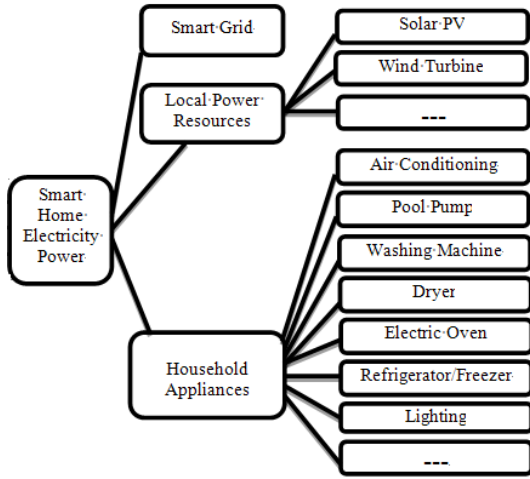 Smart Grid
Solar PV
Wind Turbine
Local Power
Resources
---
Air Conditioning
Smart
Home
Electricity
Power
Pool Pump
Washing Machine
Dryer
Electric Oven
Household
Appliances
Refrigerator/Freezer
Lighting
---